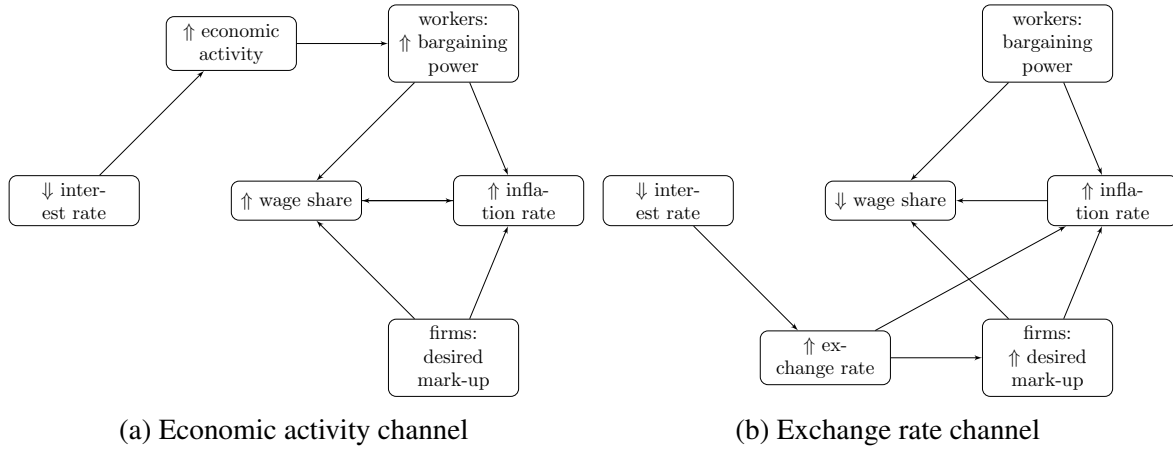 ⇑ economic
activity
workers:
⇑ bargaining
power
⇓ inter-
est rate
⇑ wage share
⇑ infla-
tion rate
firms:
desired
mark-up
(a) Economic activity channel
workers:
bargaining
power
⇓ inter-
est rate
⇓ wage share
⇑ infla-
tion rate
⇑ ex-
change rate
firms:
⇑ desired
mark-up
(b) Exchange rate channel